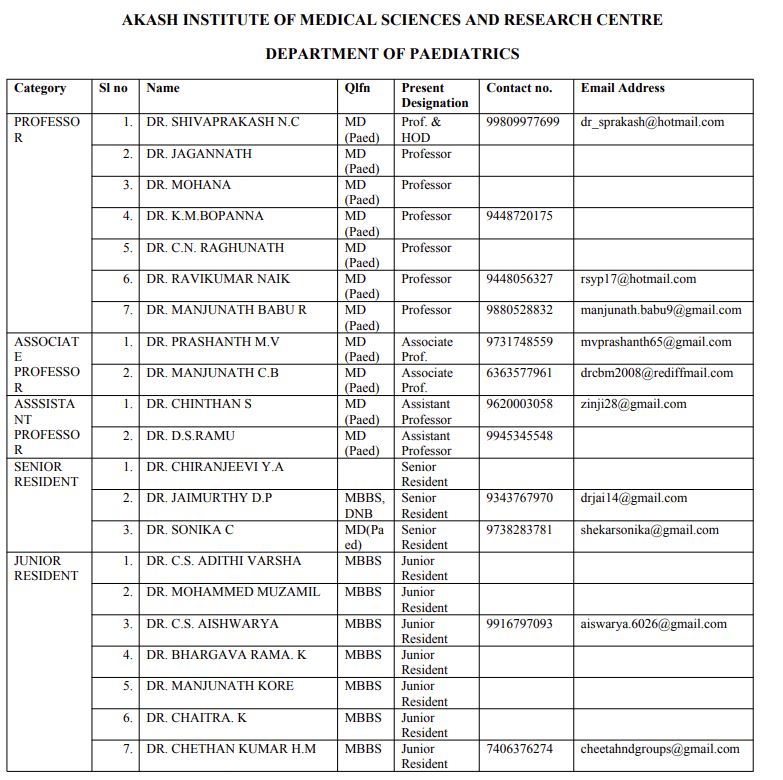 AKASH INSTITUTE OF MEDICAL SCIENCES AND RESEARCH CENTRE
DEPARTMENT OF PAEDIATRICS
Category Sl no Name Qlfn Present Designation Contact no. Email Address
PROFESSO
R
1. DR. SHIVAPRAKASH N.C MD (Paed) Prof. & HOD 99809977699 dr_sprakash@hotmail.com
2. DR. JAGANNATH MD (Paed) Professor
3. DR. MOHANA MD (Paed) Professor
4. DR. K.M.BOPANNA MD (Paed) Professor 9448720175
5. DR. C.N. RAGHUNATH MD (Paed) Professor
6. DR. RAVIKUMAR NAIK MD (Paed) Professor 9448056327 rsyp17@hotmail.com
7. DR. MANJUNATH BABU R MD (Paed) Professor 9880528832 manjunath.babu9@gmail.com
ASSOCIAT
E
PROFESSO
R
1. DR. PRASHANTH M.V MD (Paed) Associate Prof. 9731748559 mvprashanth65@gmail.com
2. DR. MANJUNATH C.B MD (Paed) Associate Prof. 6363577961 drcbm2008@rediffmail.com
ASSSISTA
NT
PROFESSO
R
1. DR. CHINTHAN S MD (Paed) Assistant Professor 9620003058 zinji28@gmail.com
2. DR. D.S.RAMU MD (Paed) Assistant Professor 9945345548
SENIOR
RESIDENT
1. DR. CHIRANJEEVI Y.A Senior Resident
2. DR. JAIMURTHY D.P MBBS, DNB Senior Resident 9343767970 drjai14@gmail.com
3. DR. SONIKA C MD(Pa ed) Senior Resident 9738283781 shekarsonika@gmail.com
JUNIOR
RESIDENT
1. DR. C.S. ADITHI VARSHA MBBS Junior Resident
2. DR. MOHAMMED MUZAMIL MBBS Junior Resident
3. DR. C.S. AISHWARYA MBBS Junior Resident 9916797093 aiswarya.6026@gmail.com
4. DR. BHARGAVA RAMA. K MBBS Junior Resident
5. DR. MANJUNATH KORE MBBS Junior Resident
6. DR. CHAITRA. K MBBS Junior Resident
7. DR. CHETHAN KUMAR H.M MBBS Junior Resident 7406376274 cheetahndgroups@gmail.com